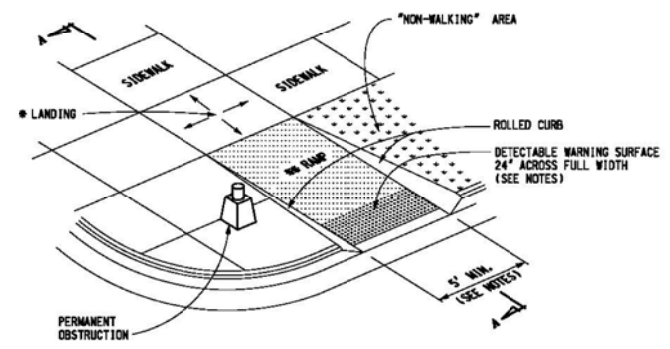 A
"NON-WALKING" AREA
SIDEWALK
SIDEWALK
* LANDING
ROLLED CURB
DETECTABLE WARNING SURFACE
24" ACROSS FULL WIDTH
(SEE NOTES)
RAMP
5' MIN.
(SEE NOTES)
A
PERMANENT
OBSTRUCTION